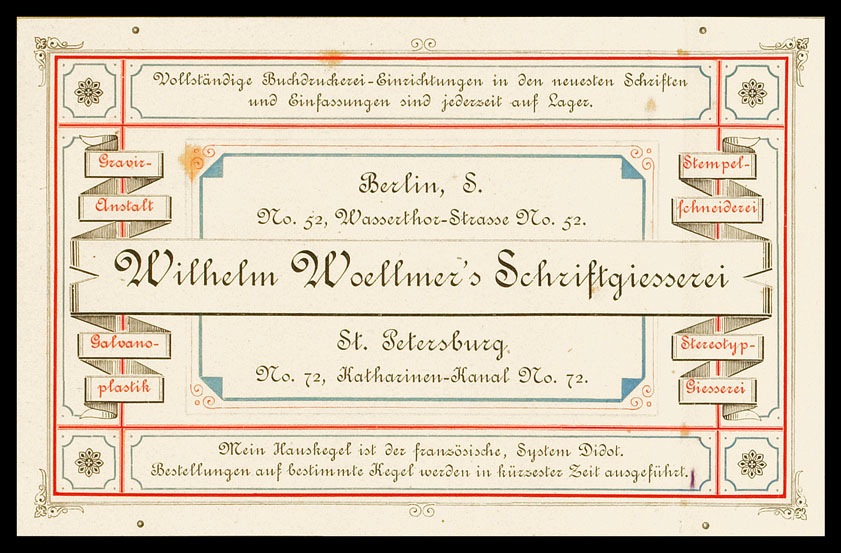 Vollständige Buchdruckerei-Einrichtungen in den neuesten Schriften
und Einfassungen sind jederzeit auf Lager.
Gravir-
Anstalt
Stempel-
schneiderei
Berlin, S.
No. 52, Wasserthor-Strasse No. 52.
Wilhelm Woellmer's Schriftgiesserei
St. Petersburg.
No. 72, Katharinen-Kanal No. 72.
Galvano-
plastik
Stereotyp-
Giesserei
Mein Hauskegel ist der französische, System Didot.
Bestellungen auf bestimmte Kegel werden in kürzester Zeit ausgeführt.